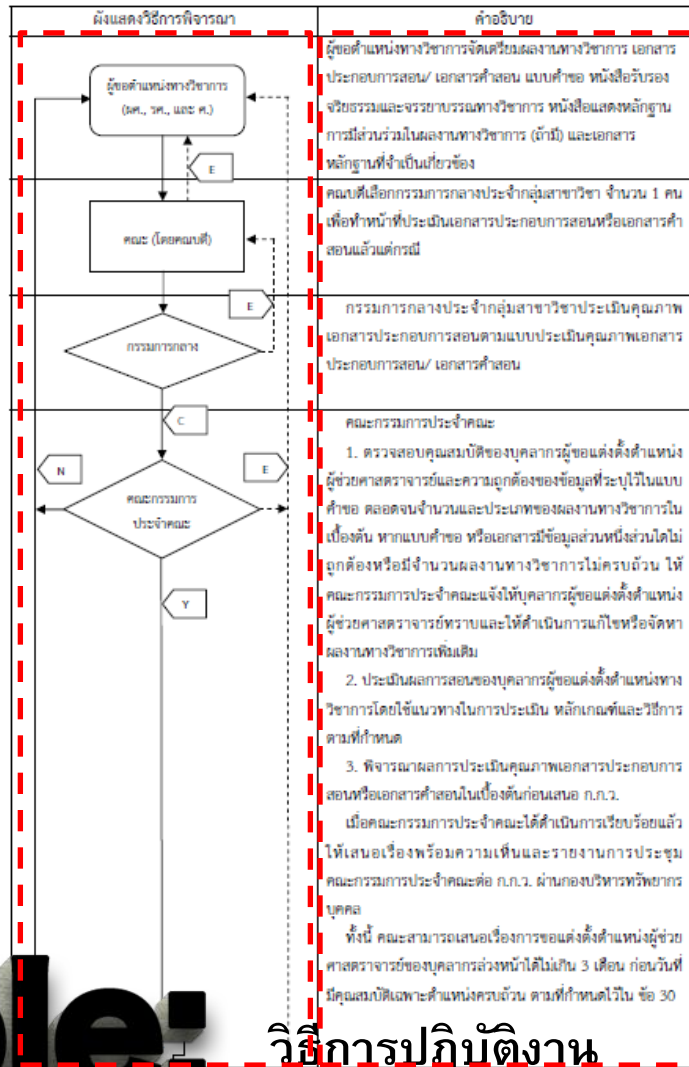 ผังแสดงวิธีการพิจารณา
คำอธิบาย
ผู้ขอตำแหน่งทางวิชาการ
(ผศ., รศ., และ ศ.)
E
ผู้ขอตำแหน่งทางวิชาการจัดเตรียมผลงานทางวิชาการ เอกสาร
ประกอบการสอน/ เอกสารคำสอน แบบคำขอ หนังสือรับรอง
จริยธรรมและจรรยาบรรณทางวิชาการ หนังสือแสดงหลักฐาน
การมีส่วนร่วมในผลงานทางวิชาการ (ถ้ามี) และเอกสาร
หลักฐานที่จำเป็นเกี่ยวข้อง
คณะ (โดยคณบดี)
E
คณบดีเลือกกรรมการกลางประจำกลุ่มสาขาวิชา จำนวน 1 คน
เพื่อทำหน้าที่ประเมินเอกสารประกอบการสอนหรือเอกสารคำ
สอนแล้วแต่กรณี
กรรมการกลาง
กรรมการกลางประจำกลุ่มสาขาวิชาประเมินคุณภาพ
เอกสารประกอบการสอนตามแบบประเมินคุณภาพเอกสาร
ประกอบการสอน/ เอกสารคำสอน
C
N
E
คณะกรรมการ
ประจำคณะ
Y
คณะกรรมการประจำคณะ
1. ตรวจสอบคุณสมบัติของบุคลากรผู้ขอแต่งตั้งตำแหน่ง
ผู้ช่วยศาสตราจารย์และความถูกต้องของข้อมูลที่ระบุไว้ในแบบ
คำขอ ตลอดจนจำนวนและประเภทของผลงานทางวิชาการใน
เบื้องต้น หากแบบคำขอ หรือเอกสารมีข้อมูลส่วนหนึ่งส่วนใดไม่
ถูกต้องหรือมีจำนวนผลงานทางวิชาการไม่ครบถ้วน ให้
คณะกรรมการประจำคณะแจ้งให้บุคลากรผู้ขอแต่งตั้งตำแหน่ง
ผู้ช่วยศาสตราจารย์ทราบและให้ดำเนินการแก้ไขหรือจัดหา
ผลงานทางวิชาการเพิ่มเติม
2. ประเมินผลการสอนของบุคลากรผู้ขอแต่งตั้งตำแหน่งทาง
วิชาการโดยใช้แนวทางในการประเมิน หลักเกณฑ์และวิธีการ
ตามที่กำหนด
3. พิจารณาผลการประเมินคุณภาพเอกสารประกอบการ
สอนหรือเอกสารคำสอนในเบื้องต้นก่อนเสนอ ก.ก.ว.
เมื่อคณะกรรมการประจำคณะได้ดำเนินการเรียบร้อยแล้ว
ให้เสนอเรื่องพร้อมความเห็นและรายงานการประชุม
คณะกรรมการประจำคณะต่อ ก.ก.ว. ผ่านกองบริหารทรัพยากร
บุคคล
ทั้งนี้ คณะสามารถเสนอเรื่องการขอแต่งตั้งตำแหน่งผู้ช่วย
ศาสตราจารย์ของบุคลากรล่วงหน้าได้ไม่เกิน 3 เดือน ก่อนวันที่
มีคุณสมบัติเฉพาะตำแหน่งครบถ้วน ตามที่กำหนดไว้ใน ข้อ 30
le:
วิธีการปฏิบัติงาน